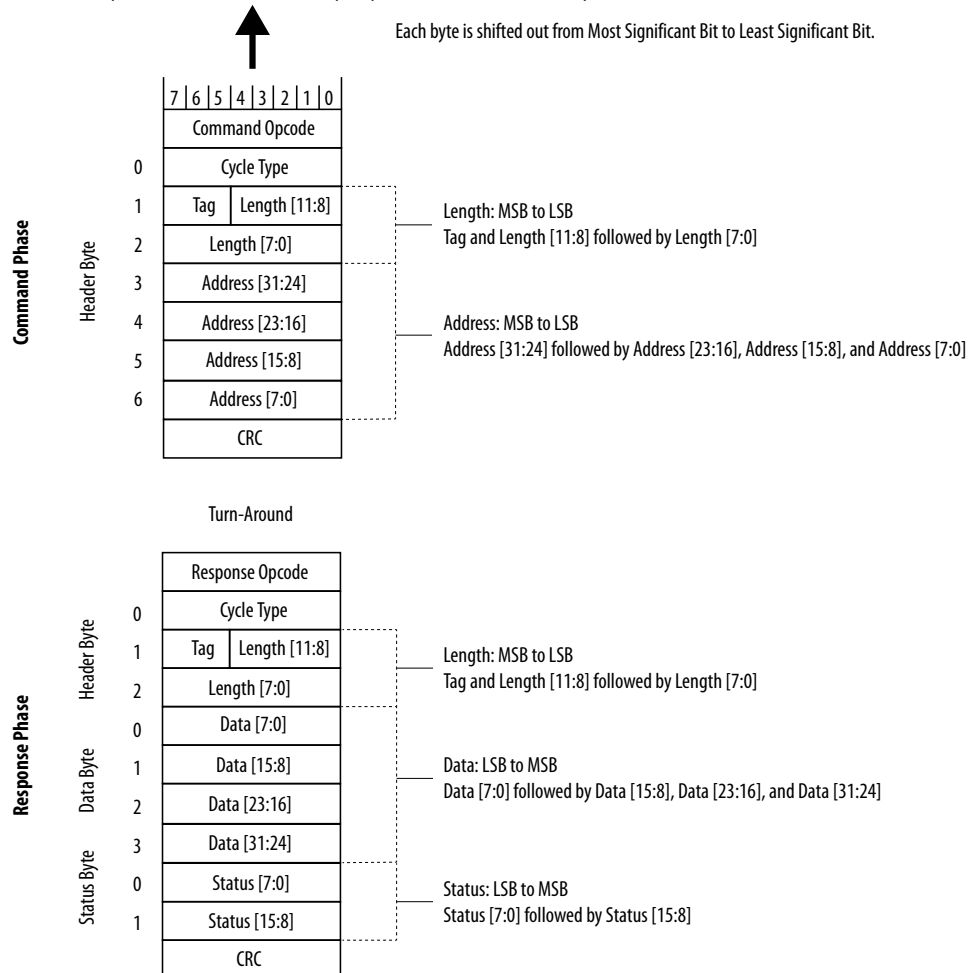 Each byte is shifted out from Most Significant Bit to Least Significant Bit.
7 6 5 4 3 2 1 0
Command Opcode
0 Cycle Type
1 Tag Length [11:8]
2 Length [7:0]
3 Address [31:24]
4 Address [23:16]
5 Address [15:8]
6 Address [7:0]
CRC
Command Phase
Header Byte
Length: MSB to LSB
Tag and Length [11:8] followed by Length [7:0]
Address: MSB to LSB
Address [31:24] followed by Address [23:16], Address [15:8], and Address [7:0]
Turn-Around
Response Opcode
0 Cycle Type
1 Tag Length [11:8]
2 Length [7:0]
0 Data [7:0]
1 Data [15:8]
2 Data [23:16]
3 Data [31:24]
0 Status [7:0]
1 Status [15:8]
CRC
Response Phase
Header Byte
Data Byte
Status Byte
Length: MSB to LSB
Tag and Length [11:8] followed by Length [7:0]
Data: LSB to MSB
Data [7:0] followed by Data [15:8], Data [23:16], and Data [31:24]
Status: LSB to MSB
Status [7:0] followed by Status [15:8]